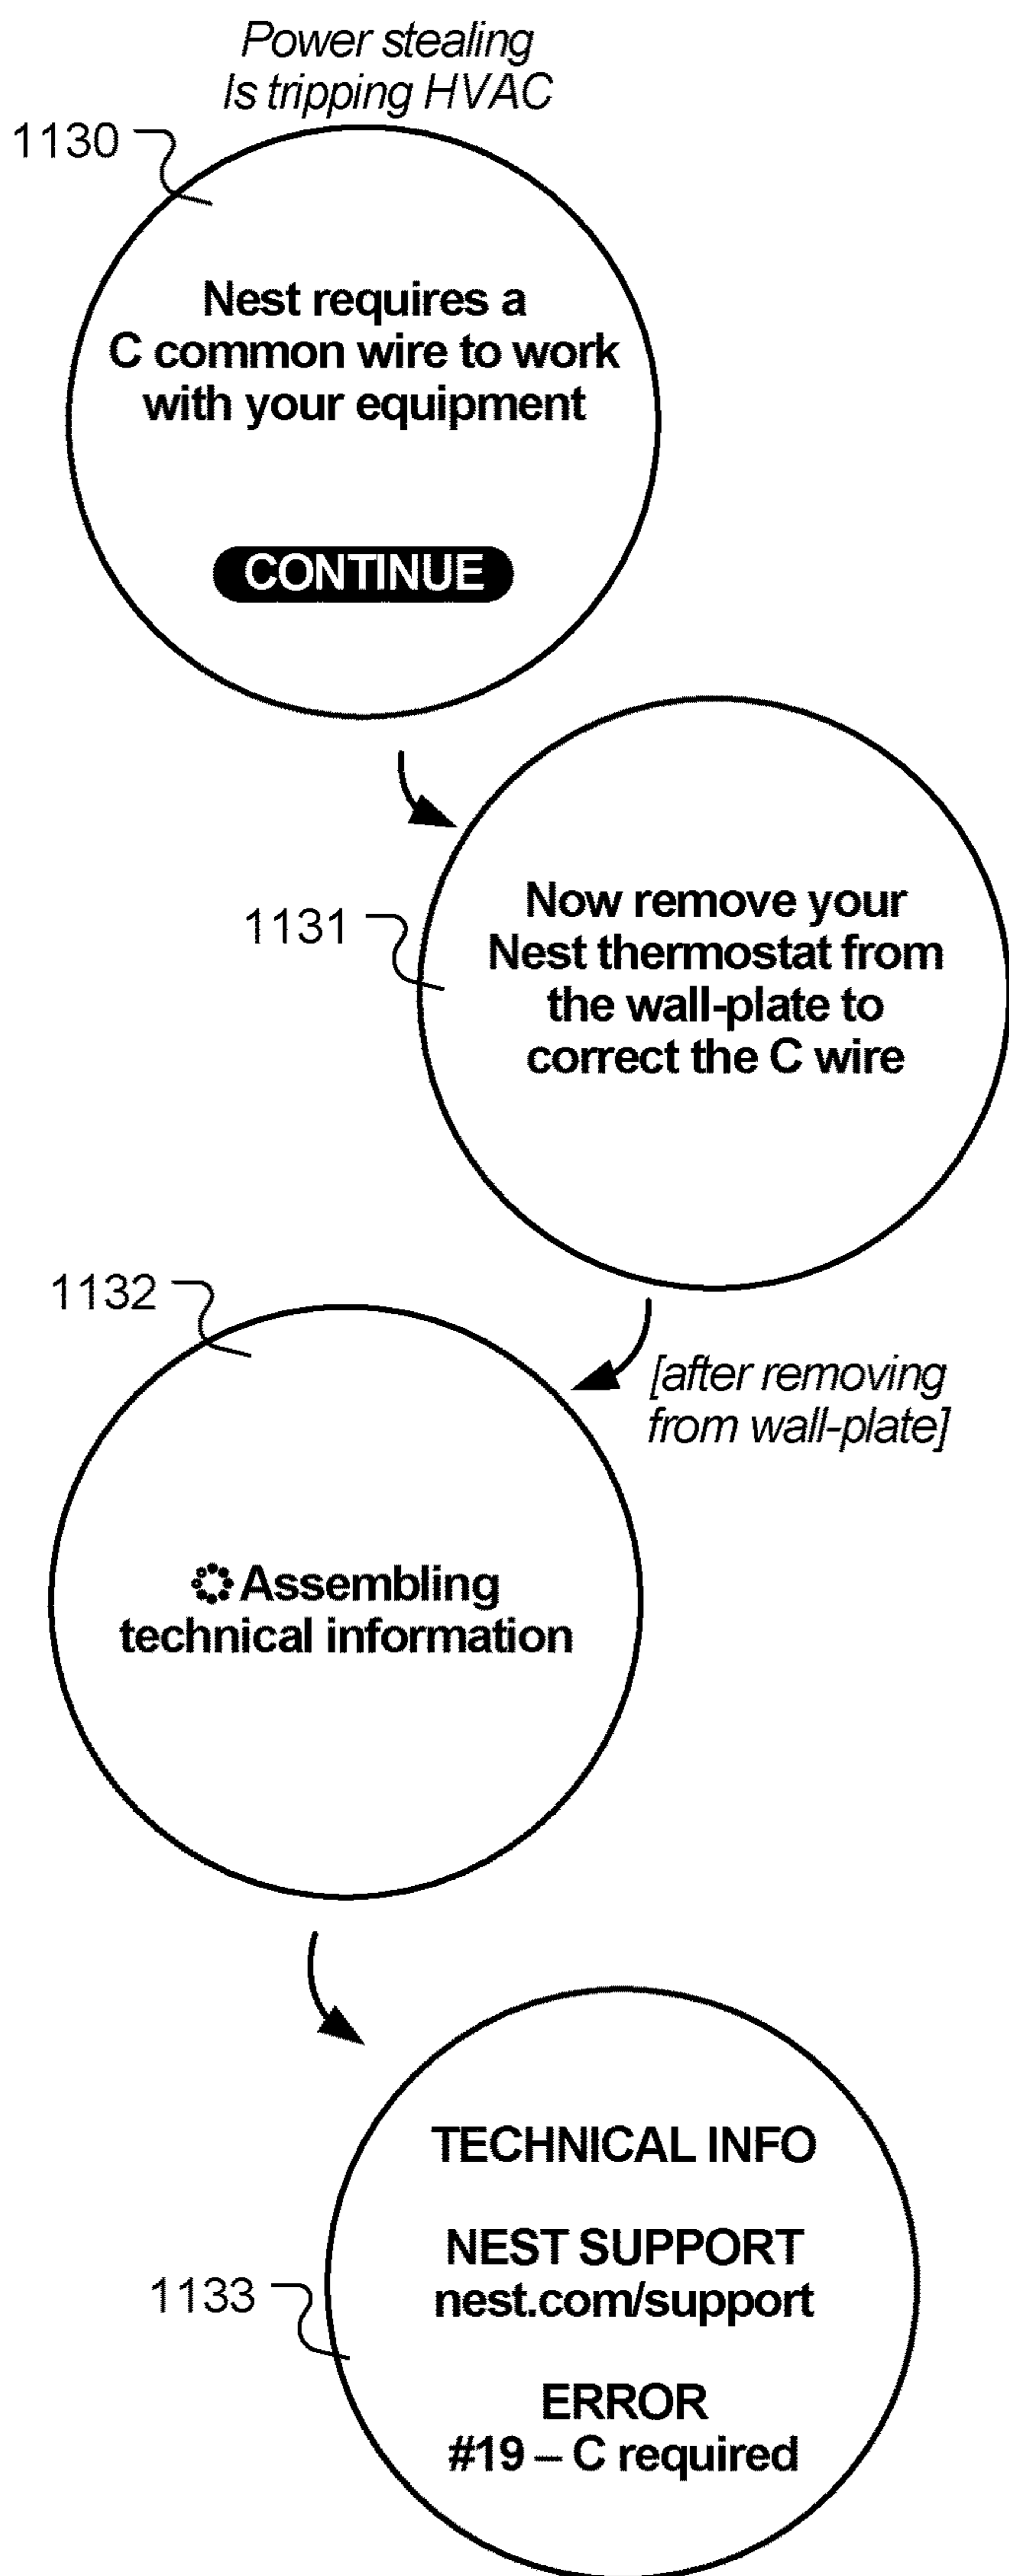 Power stealing
Is tripping HVAC
1130
Nest requires a
C common wire to work
with your equipment
CONTINUE
1131
Now remove your
Nest thermostat from
the wall-plate to
correct the C wire
1132
[after removing
from wall-plate]
Assembling
technical information
TECHNICAL INFO
NEST SUPPORT
nest.com/support
1133
ERROR
#19 – C required